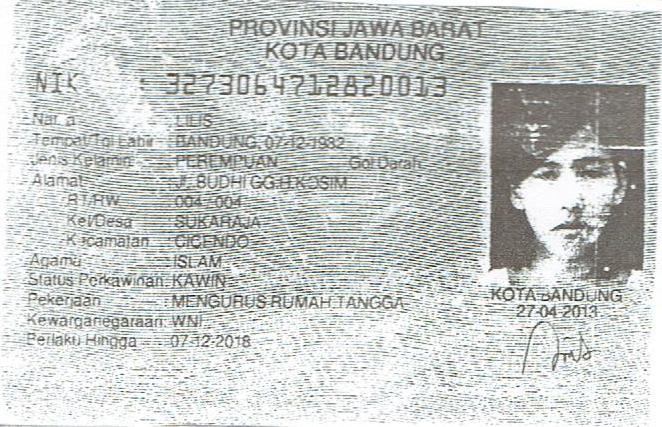 PROVINSI JAWA BARAT
KOTA BANDUNG
NIK : 3273064712820013
Nama : LILIS
Tempat/Tgl Lahir : BANDUNG, 07-12-1982
Jenis Kelamin : PEREMPUAN Gol Darah : -
Alamat : JL. BUDHI GG.H.KOSIM
RT/RW : 004 / 004
Kel/Desa : SUKARAJA
Kecamatan : CICENDO
Agama : ISLAM
Status Perkawinan: KAWIN
Pekerjaan : MENGURUS RUMAH TANGGA
Kewarganegaraan: WNI
Berlaku Hingga : 07-12-2018
KOTA BANDUNG
27-04-2013